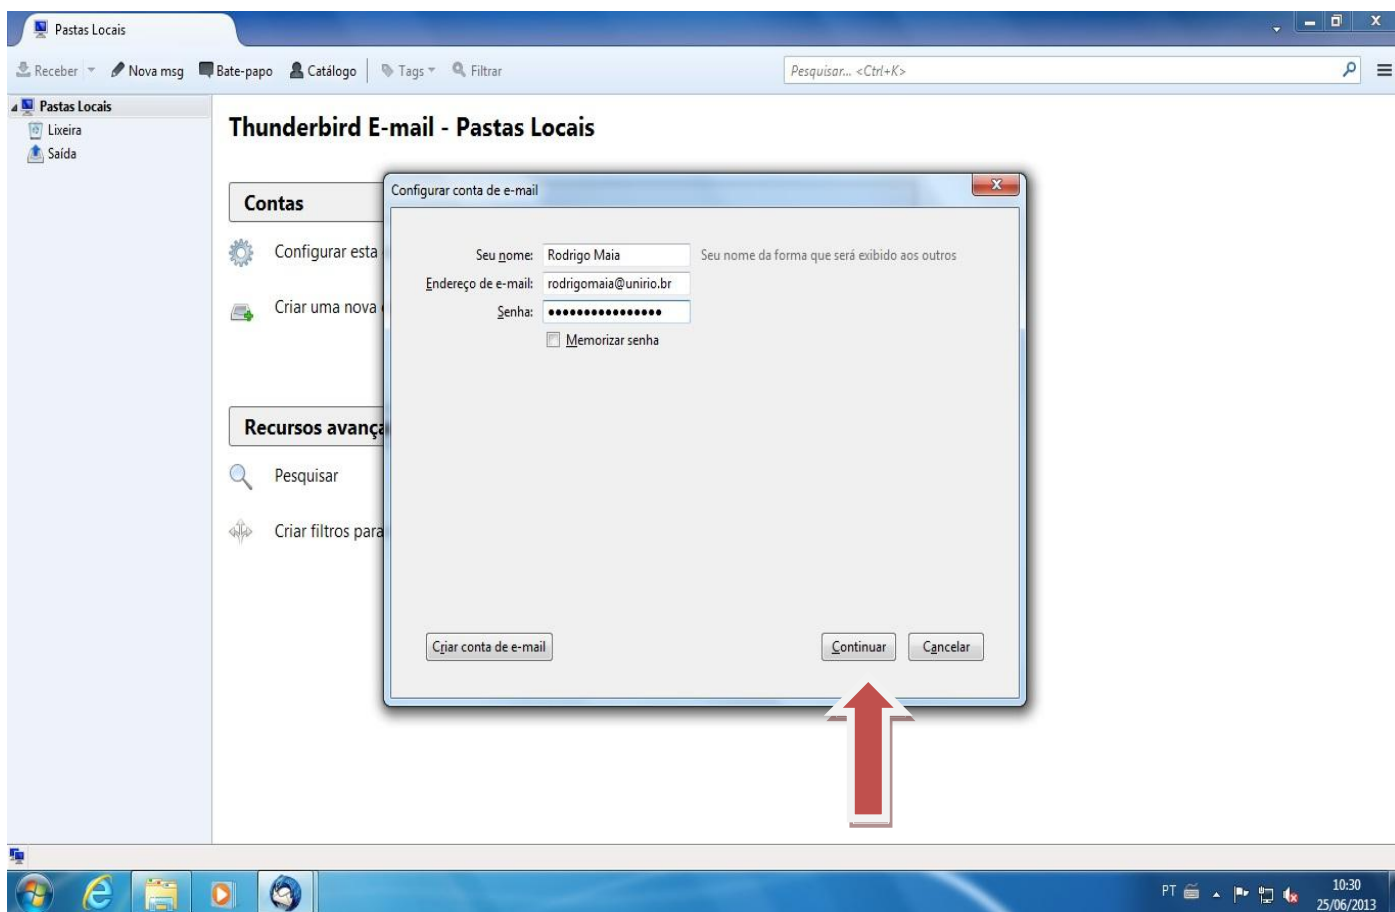 Pastas Locais
Receber Nova msg Bate-papo Catálogo Tags Filtrar Pesquisar... <Ctrl+K>
Pastas Locais
Lixeira
Saída
Thunderbird E-mail - Pastas Locais
Contas
Configurar esta
Criar uma nova
Recursos avança
Pesquisar
Criar filtros para
Configurar conta de e-mail
Seu nome: Rodrigo Maia Seu nome da forma que será exibido aos outros
Endereço de e-mail: rodrigomaia@unirio.br
Senha: ••••••••••••••••
Memorizar senha
Criar conta de e-mail Continuar Cancelar
PT 10:30
25/06/2013